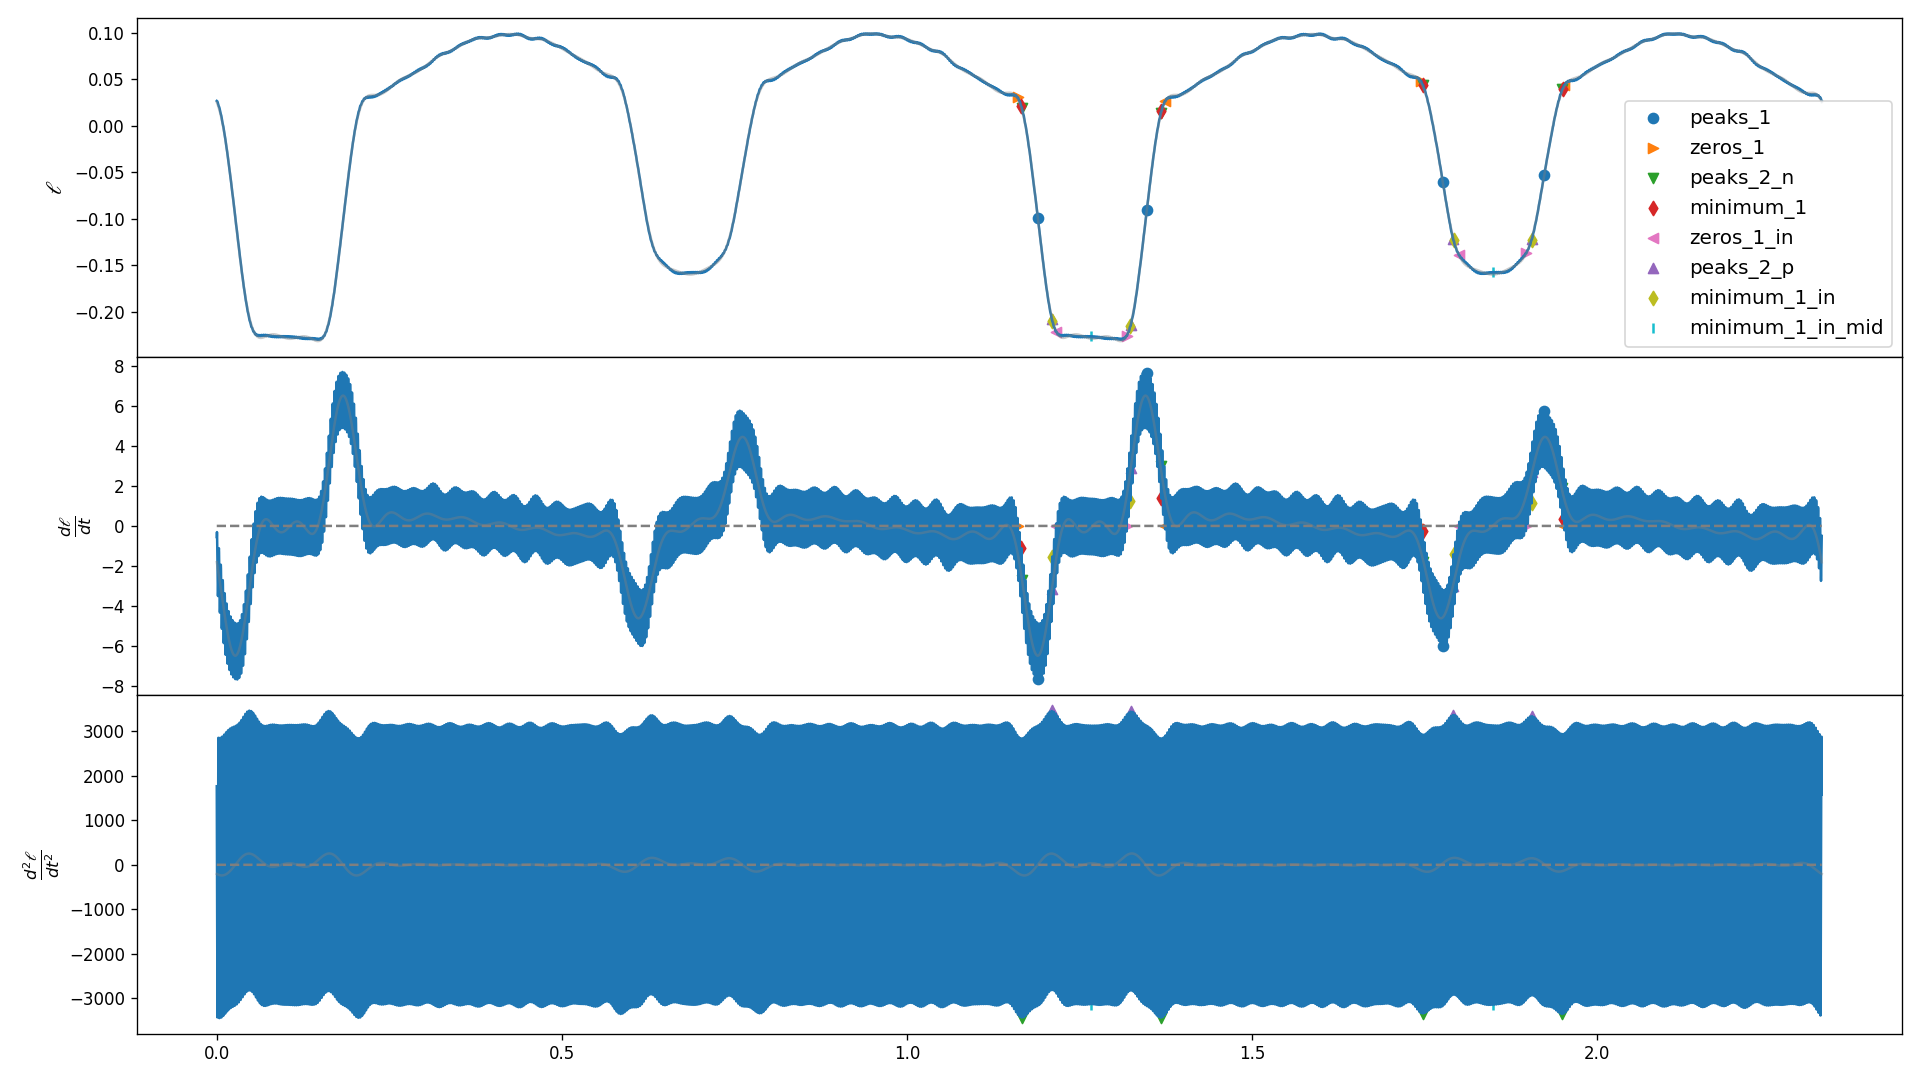 0.10
0.05
0.00
−0.05
−0.10
−0.15
−0.20
ℓ
peaks_1
zeros_1
peaks_2_n
minimum_1
zeros_1_in
peaks_2_p
minimum_1_in
minimum_1_in_mid
8
6
4
2
0
−2
−4
−6
−8
dℓ/dt
3000
2000
1000
0
−1000
−2000
−3000
d²ℓ/dt²
0.0 0.5 1.0 1.5 2.0